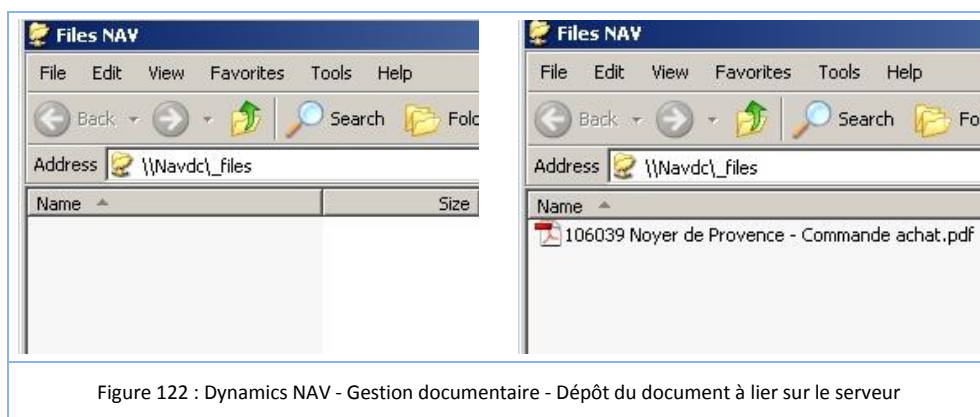 Files NAV
File Edit View Favorites Tools Help
Back Search Fold
Address \\Navdc\_files
Name Size
Files NAV
File Edit View Favorites Tools Help
Back Search Fo
Address \\Navdc\_files
Name
106039 Noyer de Provence - Commande achat.pdf
Figure 122 : Dynamics NAV - Gestion documentaire - Dépôt du document à lier sur le serveur